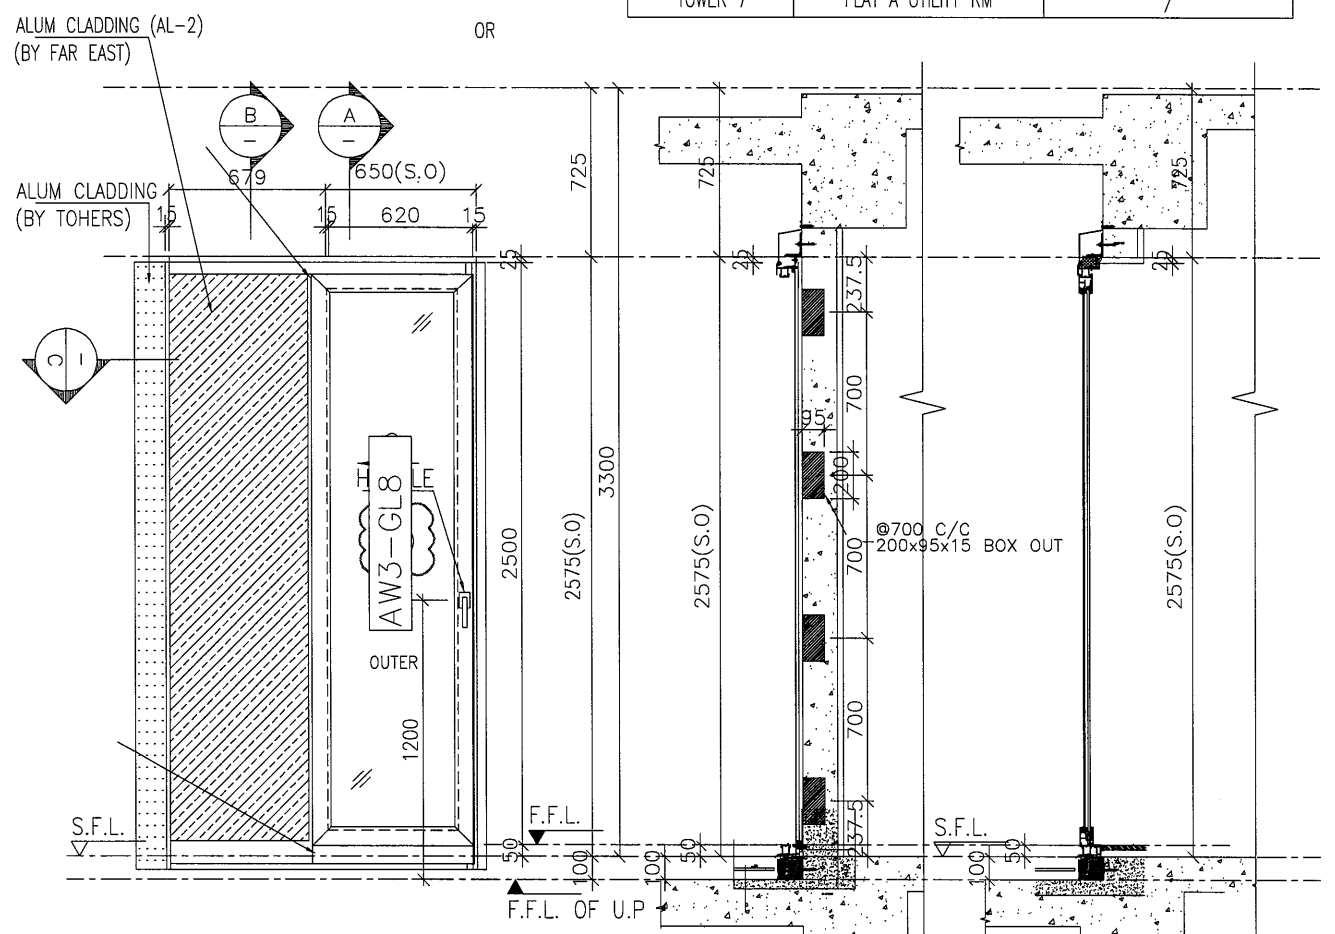 TOWER 7 FLAT A UTILITY RM 7
ALUM CLADDING (AL-2)
(BY FAR EAST)
OR
B
A
679
650(S.O)
725
725
725
ALUM CLADDING
(BY TOHERS)
15
15
620
15
25
25
25
237.5
C
700
95
3300
200
HANDLE
AW3-GL8
2500
2575(S.O)
2575(S.O)
2575(S.O)
@700 C/C
200x95x15 BOX OUT
700
OUTER
1200
700
S.F.L.
F.F.L.
237.5
S.F.L.
50
50
50
100
100
100
F.F.L. OF U.P